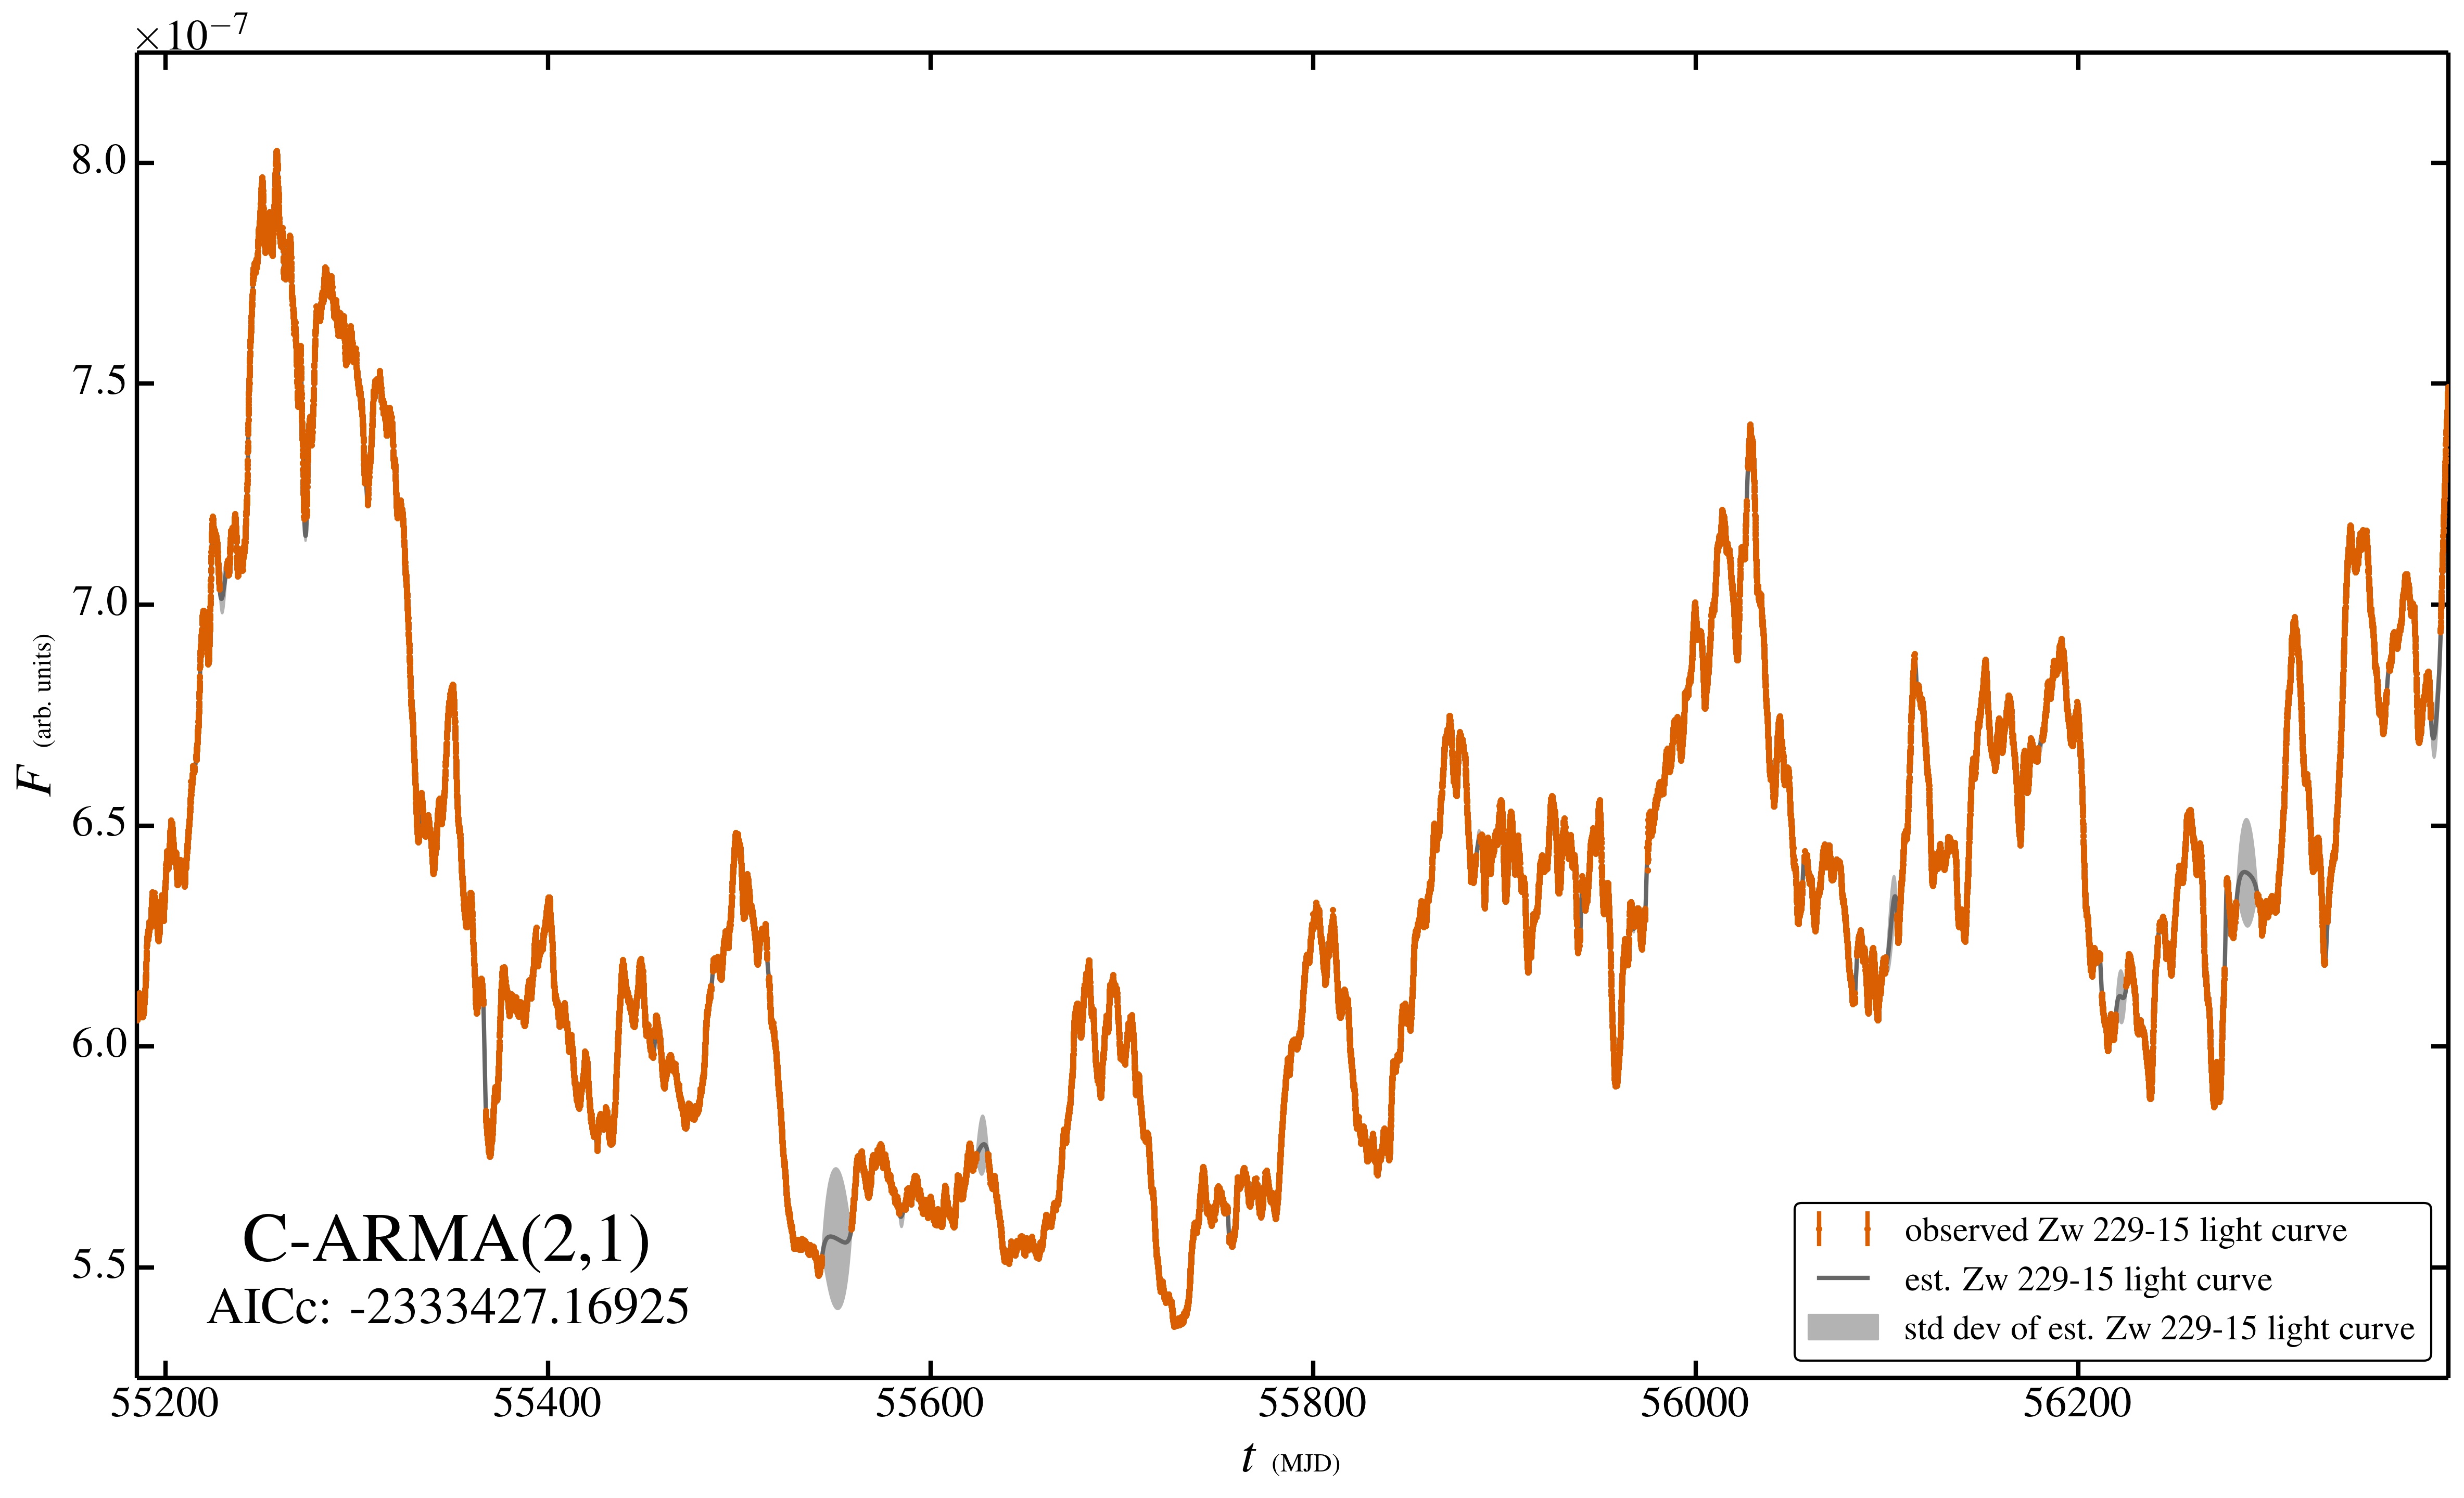 ×10−7
8.0
7.5
7.0
6.5
6.0
5.5
F (arb. units)
C-ARMA(2,1)
AICc: -2333427.16925
observed Zw 229-15 light curve
est. Zw 229-15 light curve
std dev of est. Zw 229-15 light curve
55200 55400 55600 55800 56000 56200
t (MJD)